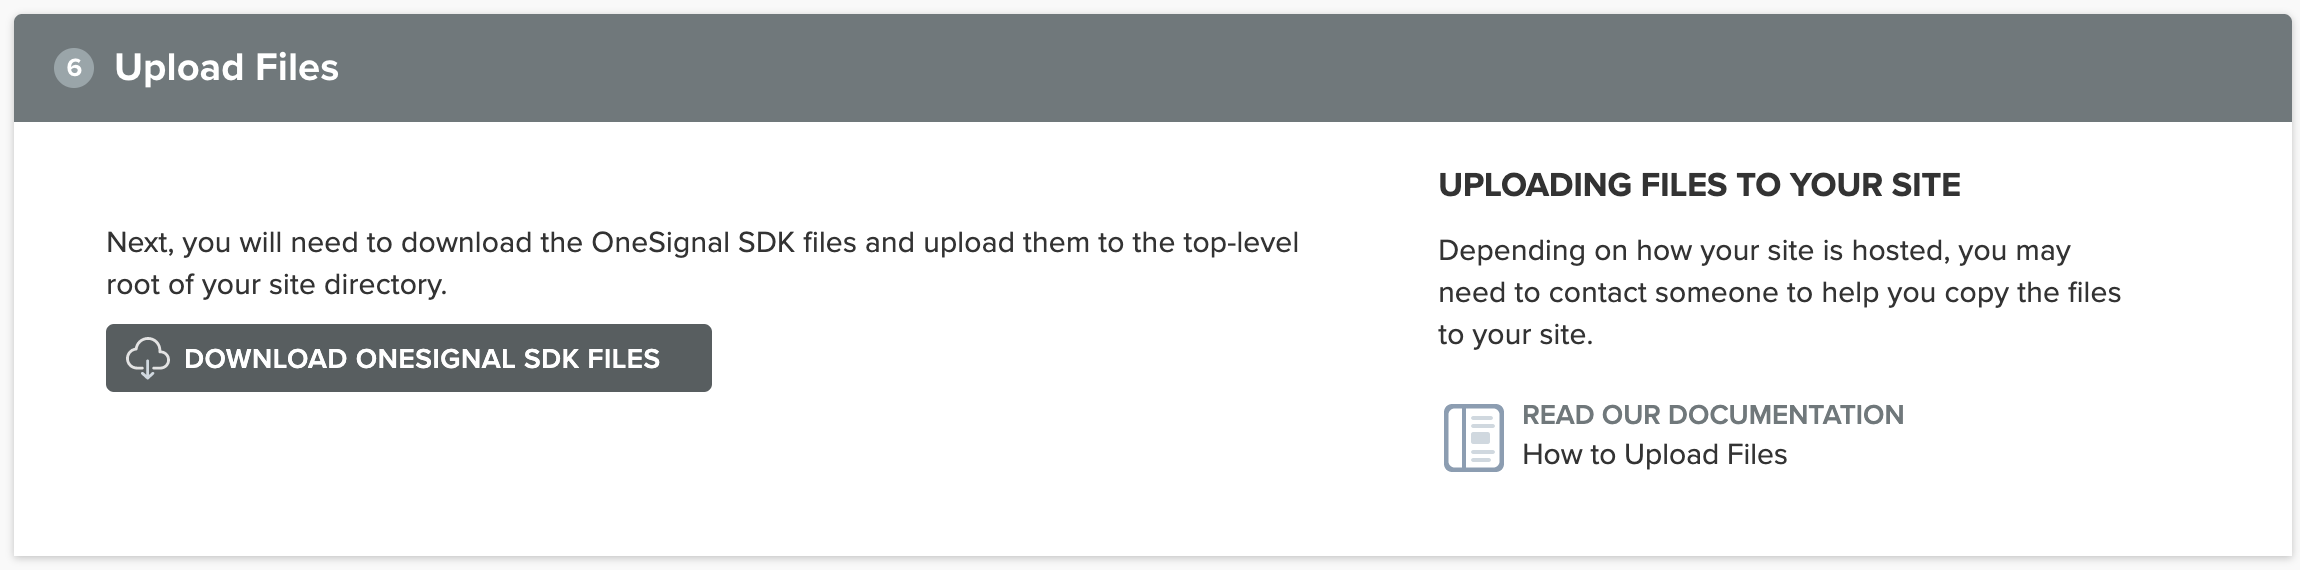 6 Upload Files
Next, you will need to download the OneSignal SDK files and upload them to the top-level
root of your site directory.
DOWNLOAD ONESIGNAL SDK FILES
UPLOADING FILES TO YOUR SITE
Depending on how your site is hosted, you may
need to contact someone to help you copy the files
to your site.
READ OUR DOCUMENTATION
How to Upload Files